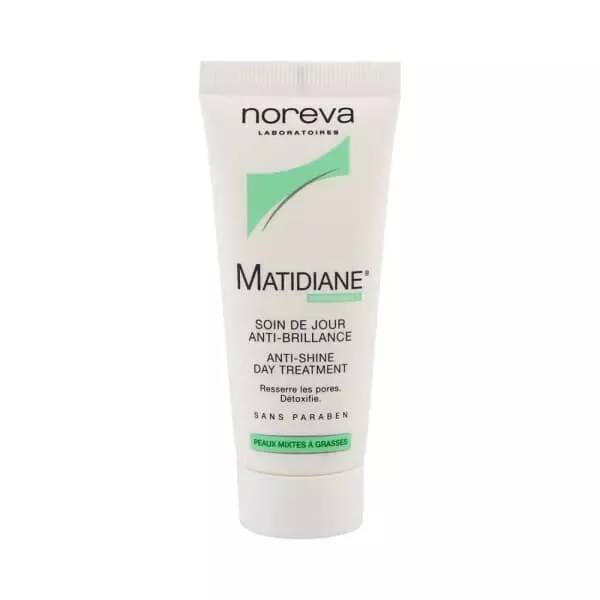 noreva
LABORATOIRES
MATIDIANE®
SOIN DE JOUR
ANTI-BRILLANCE
ANTI-SHINE
DAY TREATMENT
Resserre les pores.
Détoxifie.
SANS PARABEN
PEAUX MIXTES À GRASSES